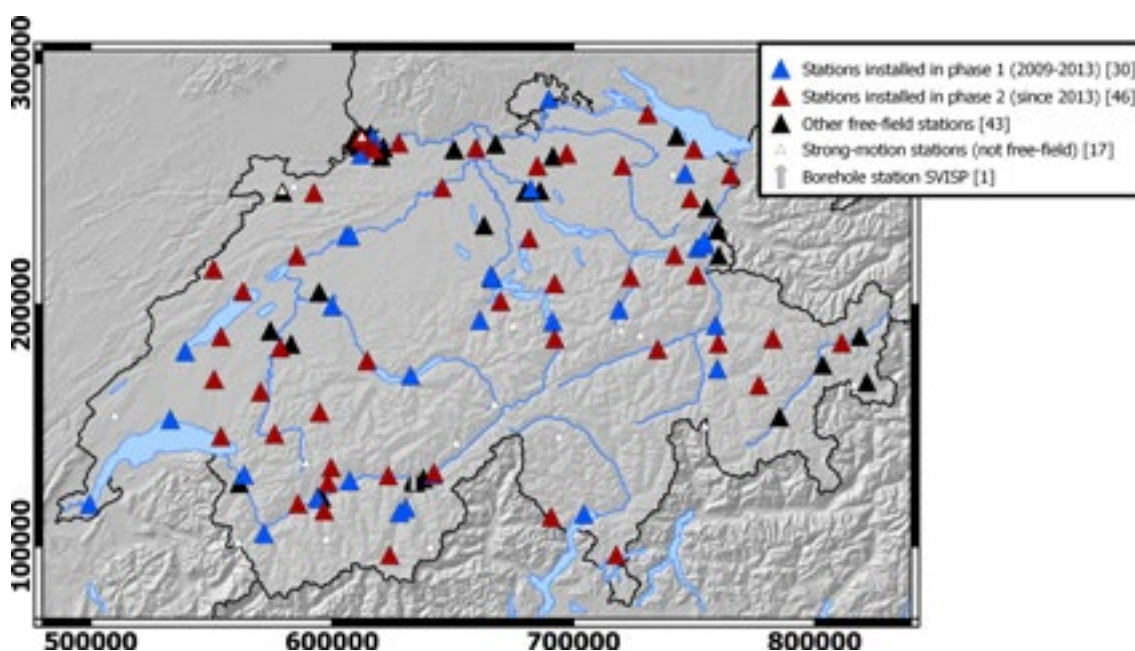 300000
200000
100000
500000
600000
700000
800000
Stations installed in phase 1 (2009-2013) [30]
Stations installed in phase 2 (since 2013) [46]
Other free-field stations [43]
Strong-motion stations (not free-field) [17]
Borehole station SVISP [1]